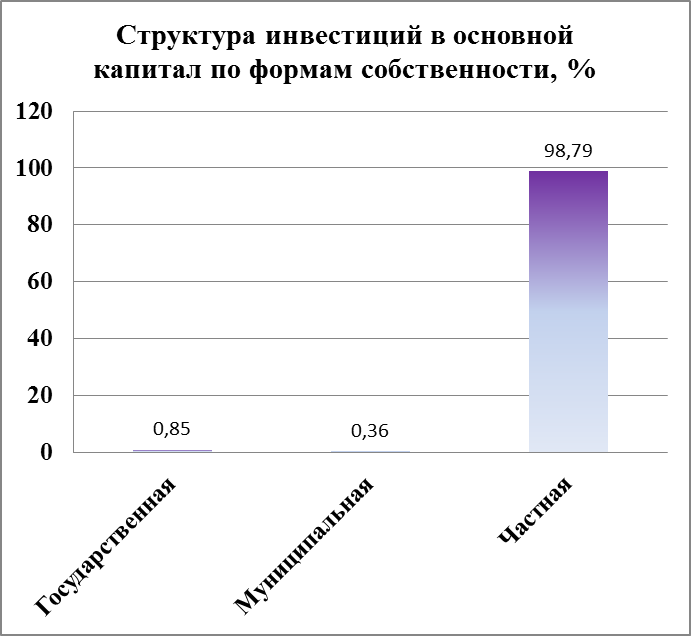 Структура инвестиций в основной
капитал по формам собственности, %
120
100
80
60
40
20
0
98,79
0,85
0,36
Государственная
Муниципальная
Частная